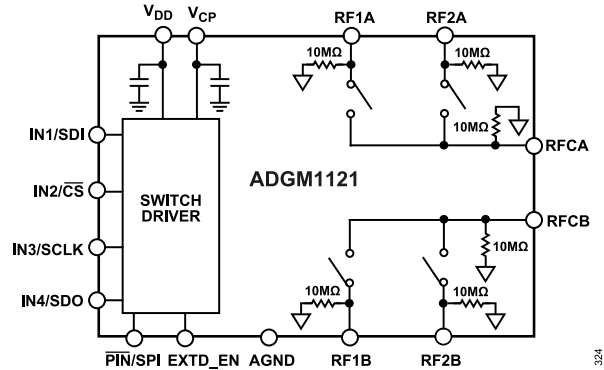 VDD VCP RF1A RF2A
10MΩ 10MΩ
10MΩ
IN1/SDI
RFCA
IN2/CS
SWITCH
DRIVER
ADGM1121
RFCB
IN3/SCLK
10MΩ
IN4/SDO
10MΩ 10MΩ
PIN/SPI EXTD_EN AGND RF1B RF2B
324